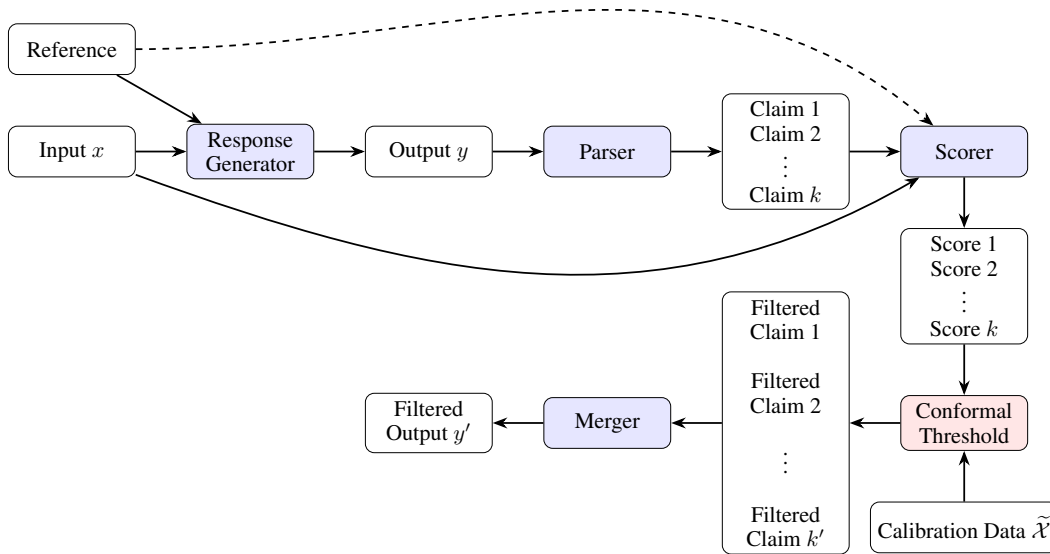 Reference
Input x
Response
Generator
Output y
Parser
Claim 1
Claim 2
⋮
Claim k
Scorer
Score 1
Score 2
⋮
Score k
Filtered
Claim 1
Filtered
Claim 2
⋮
Filtered
Claim k′
Filtered
Output y′
Merger
Conformal
Threshold
Calibration Data 𝒳̃